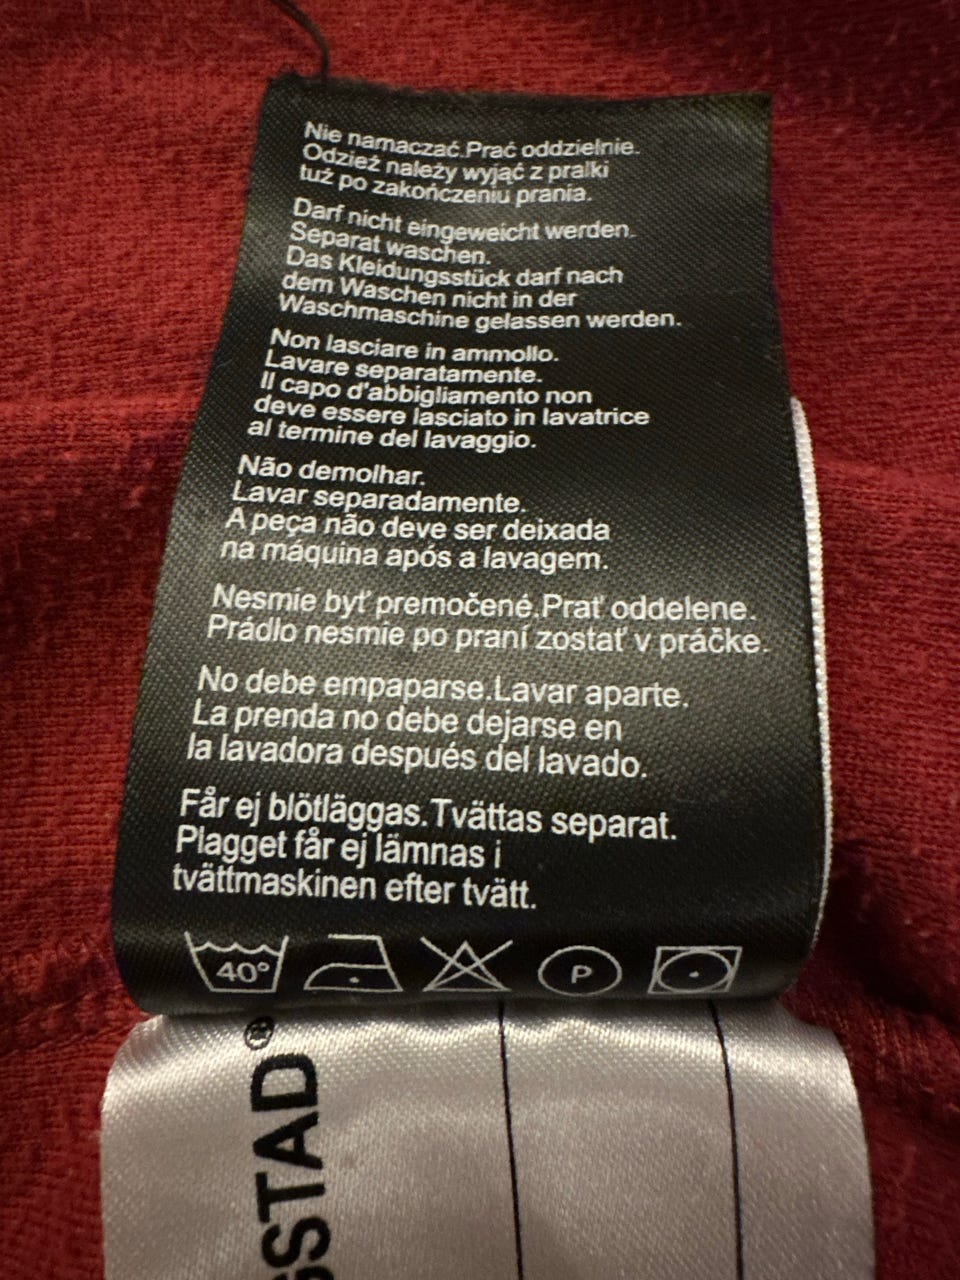 Nie namaczać.Prać oddzielnie.
Odzież należy wyjąć z pralki
tuż po zakończeniu prania.
Darf nicht eingeweicht werden.
Separat waschen.
Das Kleidungsstück darf nach
dem Waschen nicht in der
Waschmaschine gelassen werden.
Non lasciare in ammollo.
Lavare separatamente.
Il capo d'abbigliamento non
deve essere lasciato in lavatrice
al termine del lavaggio.
Não demolhar.
Lavar separadamente.
A peça não deve ser deixada
na máquina após a lavagem.
Nesmie byť premočené.Prať oddelene.
Prádlo nesmie po praní zostať v práčke.
No debe empaparse.Lavar aparte.
La prenda no debe dejarse en
la lavadora después del lavado.
Får ej blötläggas.Tvättas separat.
Plagget får ej lämnas i
tvättmaskinen efter tvätt.
40°
P